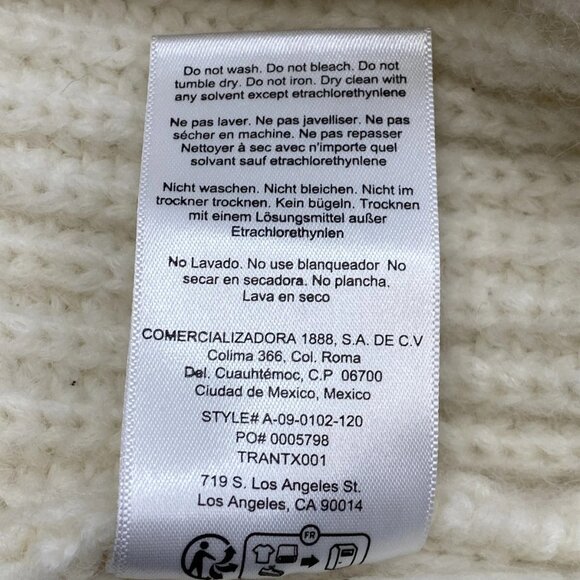 Do not wash. Do not bleach. Do not
tumble dry. Do not iron. Dry clean with
any solvent except etrachlorethynlene
Ne pas laver. Ne pas javelliser. Ne pas
sécher en machine. Ne pas repasser
Nettoyer à sec avec n'importe quel
solvant sauf etrachlorethynlene
Nicht waschen. Nicht bleichen. Nicht im
trockner trocknen. Kein bügeln. Trocknen
mit einem Lösungsmittel außer
Etrachlorethynlen
No Lavado. No use blanqueador No
secar en secadora. No plancha.
Lava en seco
COMERCIALIZADORA 1888, S.A. DE C.V
Colima 366, Col. Roma
Del. Cuauhtémoc, C.P 06700
Ciudad de Mexico, Mexico
STYLE# A-09-0102-120
PO# 0005798
TRANTX001
719 S. Los Angeles St.
Los Angeles, CA 90014
FR